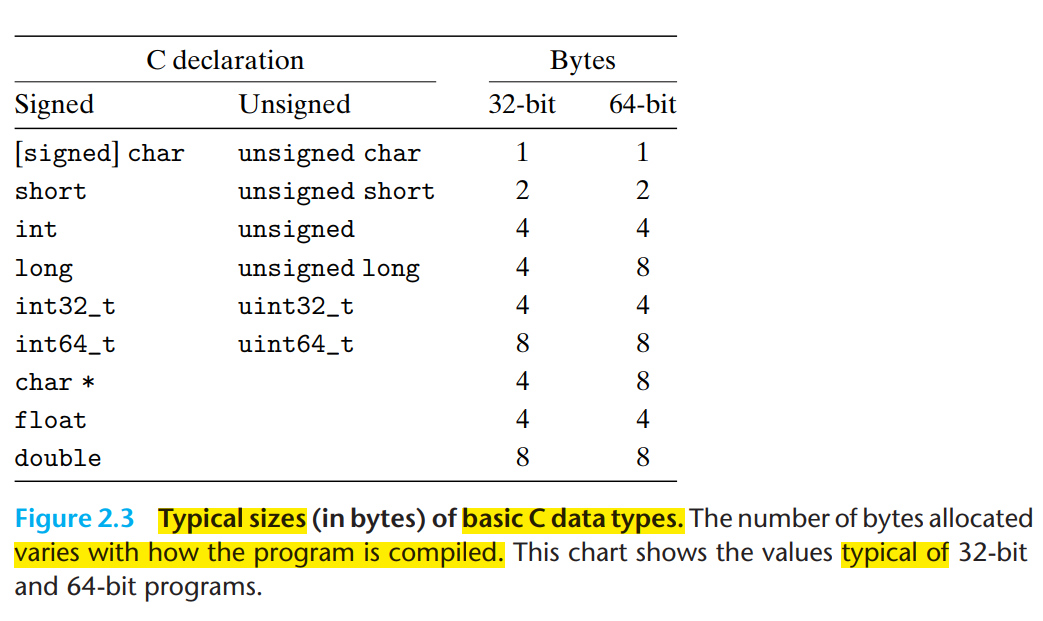 C declaration Bytes
Signed Unsigned 32-bit 64-bit
[signed] char unsigned char 1 1
short unsigned short 2 2
int unsigned 4 4
long unsigned long 4 8
int32_t uint32_t 4 4
int64_t uint64_t 8 8
char * 4 8
float 4 4
double 8 8
Figure 2.3 Typical sizes (in bytes) of basic C data types. The number of bytes allocated
varies with how the program is compiled. This chart shows the values typical of 32-bit
and 64-bit programs.